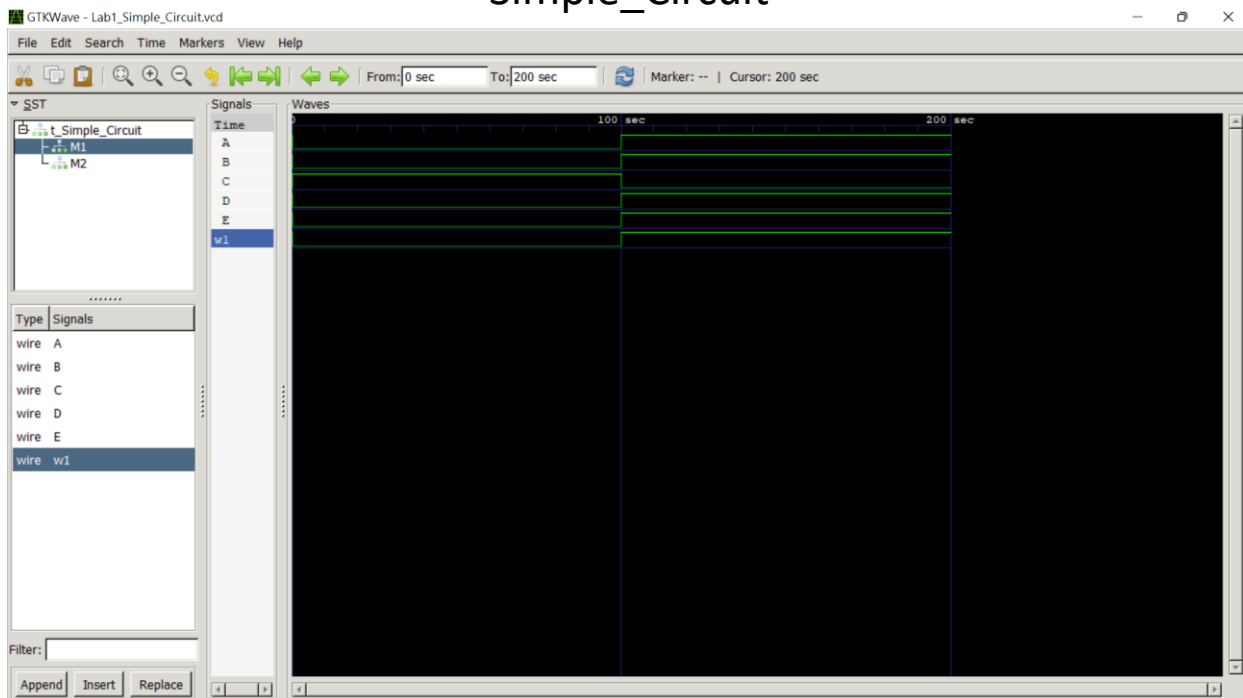 Simple_Circuit
GTKWave - Lab1_Simple_Circuit.vcd
File Edit Search Time Markers View Help
From: 0 sec To: 200 sec Marker: -- | Cursor: 200 sec
SST
t_Simple_Circuit
M1
M2
Type Signals
wire A
wire B
wire C
wire D
wire E
wire w1
Filter:
Append Insert Replace
Signals
Time
A
B
C
D
E
w1
Waves
0 100 sec 200 sec